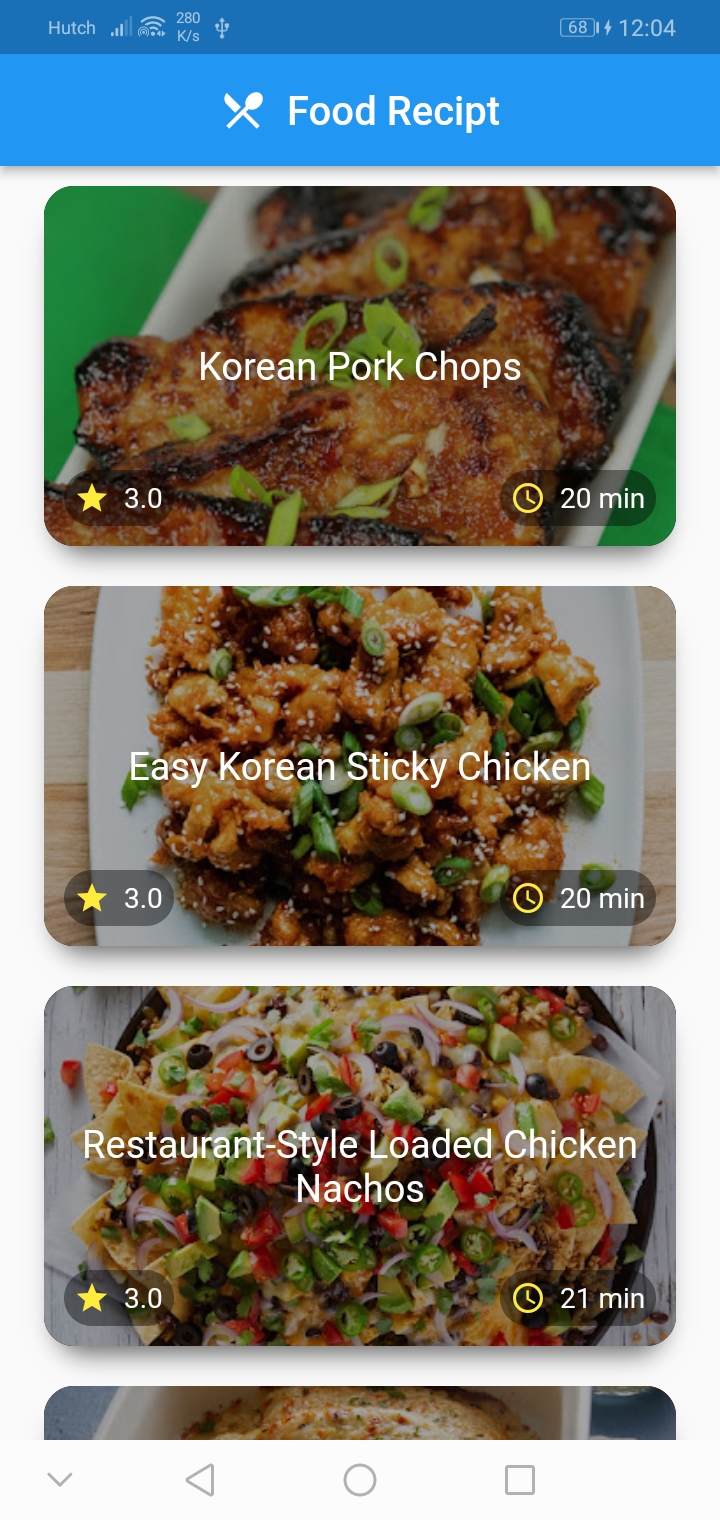 Hutch
280
K/s
68
12:04
Food Recipt
Korean Pork Chops
3.0
20 min
Easy Korean Sticky Chicken
3.0
20 min
Restaurant-Style Loaded Chicken
Nachos
3.0
21 min